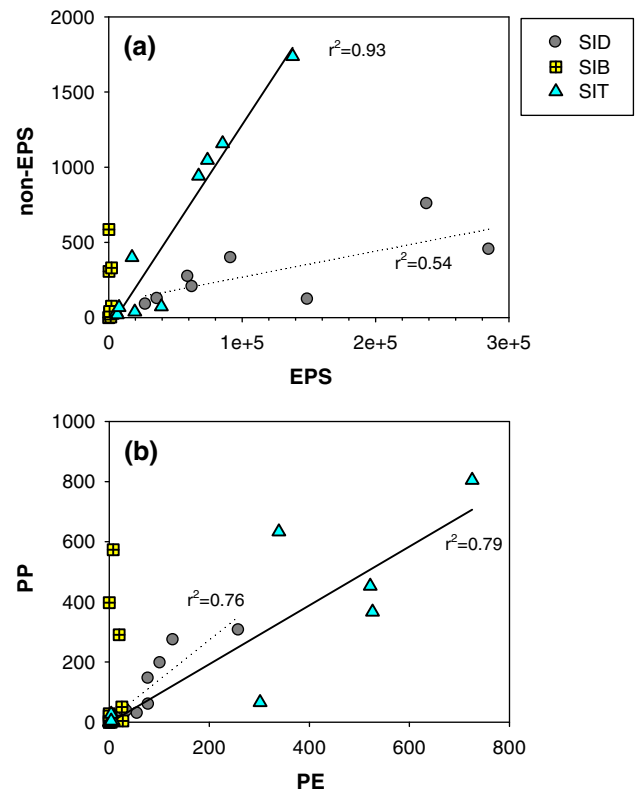 2000
(a)
r²=0.93
SID
SIB
SIT
1500
1000
500
0
non-EPS
r²=0.54
0 1e+5 2e+5 3e+5
EPS
1000
(b)
800
600
400
200
0
PP
r²=0.79
r²=0.76
0 200 400 600 800
PE